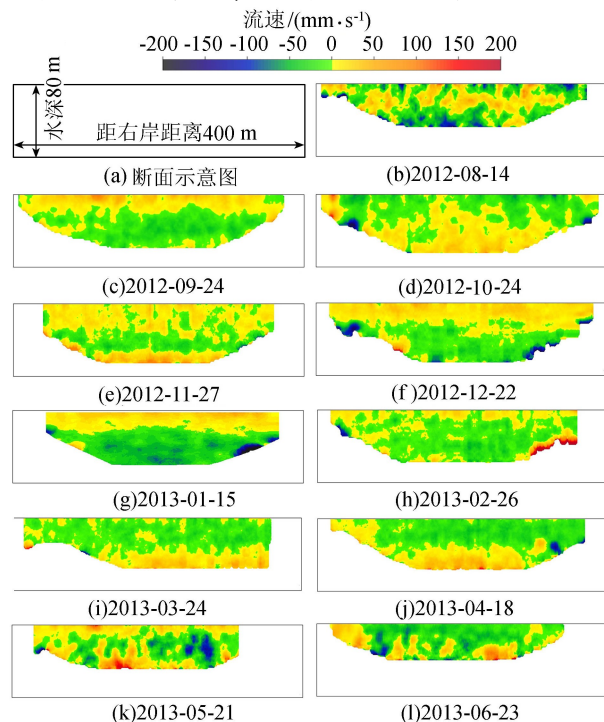 流速/(mm·s⁻¹)
-200 -150 -100 -50 0 50 100 150 200
水深80 m
距右岸距离400 m
(a) 断面示意图
(b)2012-08-14
(c)2012-09-24
(d)2012-10-24
(e)2012-11-27
(f)2012-12-22
(g)2013-01-15
(h)2013-02-26
(i)2013-03-24
(j)2013-04-18
(k)2013-05-21
(l)2013-06-23